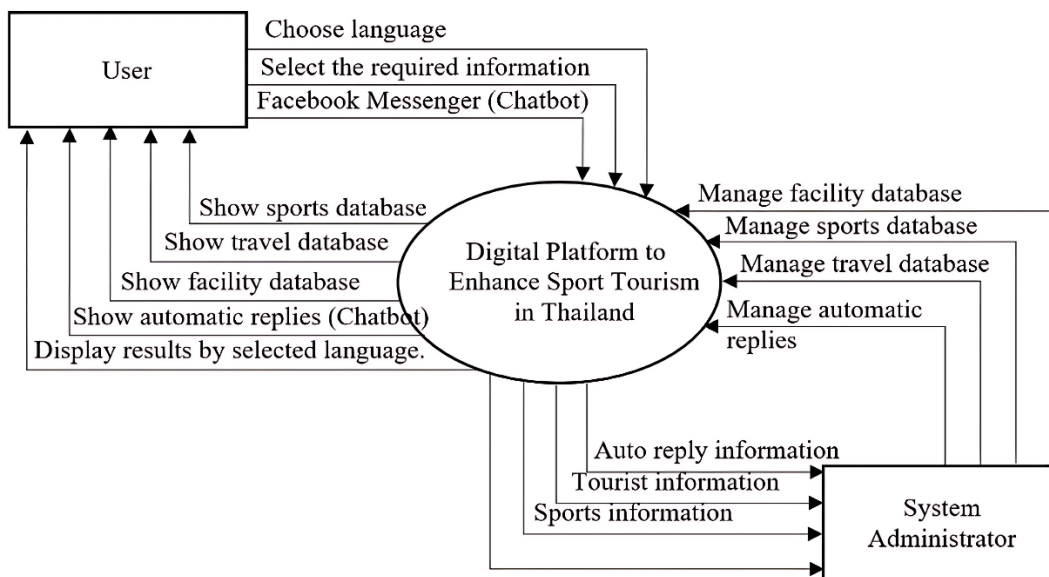 Choose language
User
Select the required information
Facebook Messenger (Chatbot)
Manage facility database
Show sports database
Manage sports database
Show travel database
Digital Platform to
Enhance Sport Tourism
in Thailand
Manage travel database
Show facility database
Manage automatic
replies
Show automatic replies (Chatbot)
Display results by selected language.
Auto reply information
Tourist information
Sports information
System
Administrator